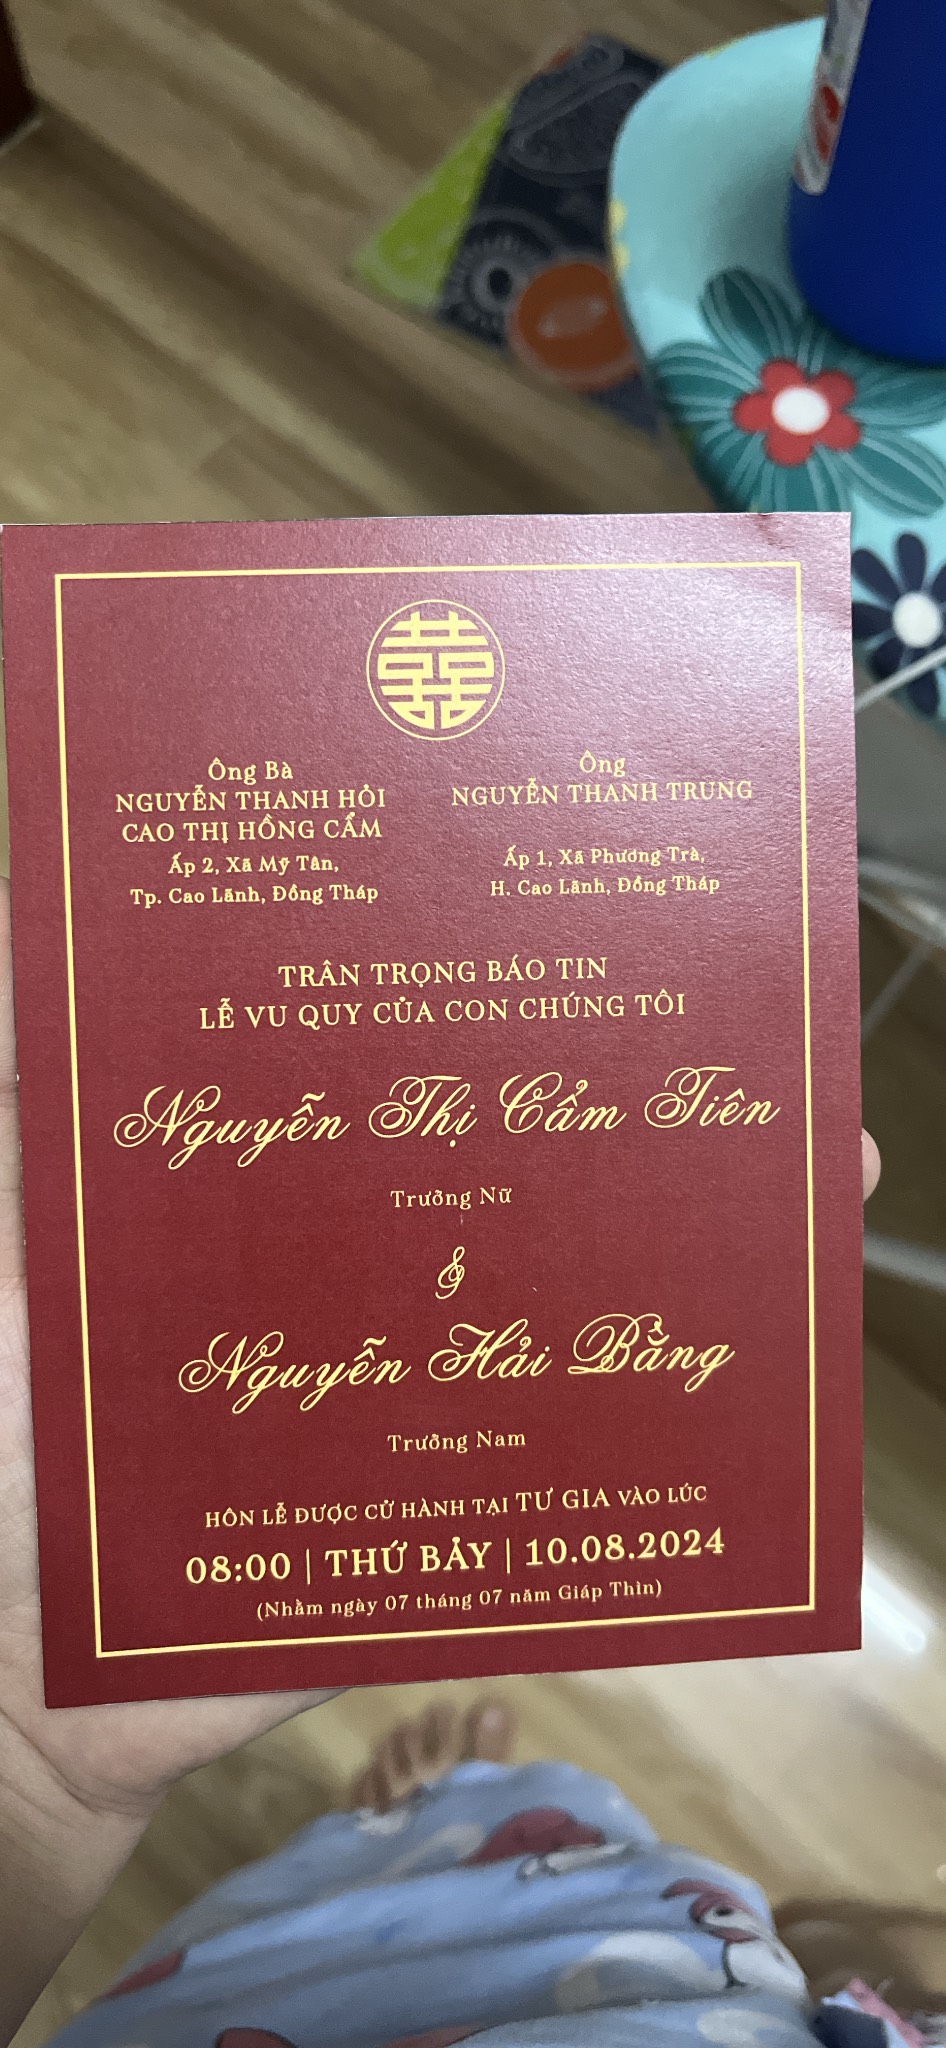 囍
Ông Bà
NGUYỄN THANH HỎI
CAO THỊ HỒNG CẨM
Ấp 2, Xã Mỹ Tân,
Tp. Cao Lãnh, Đồng Tháp
Ông
NGUYỄN THANH TRUNG
Ấp 1, Xã Phương Trà,
H. Cao Lãnh, Đồng Tháp
TRÂN TRỌNG BÁO TIN
LỄ VU QUY CỦA CON CHÚNG TÔI
Nguyễn Thị Cẩm Tiên
Trưởng Nữ
&
Nguyễn Hải Bằng
Trưởng Nam
HÔN LỄ ĐƯỢC CỬ HÀNH TẠI TƯ GIA VÀO LÚC
08:00 | THỨ BẢY | 10.08.2024
(Nhằm ngày 07 tháng 07 năm Giáp Thìn)